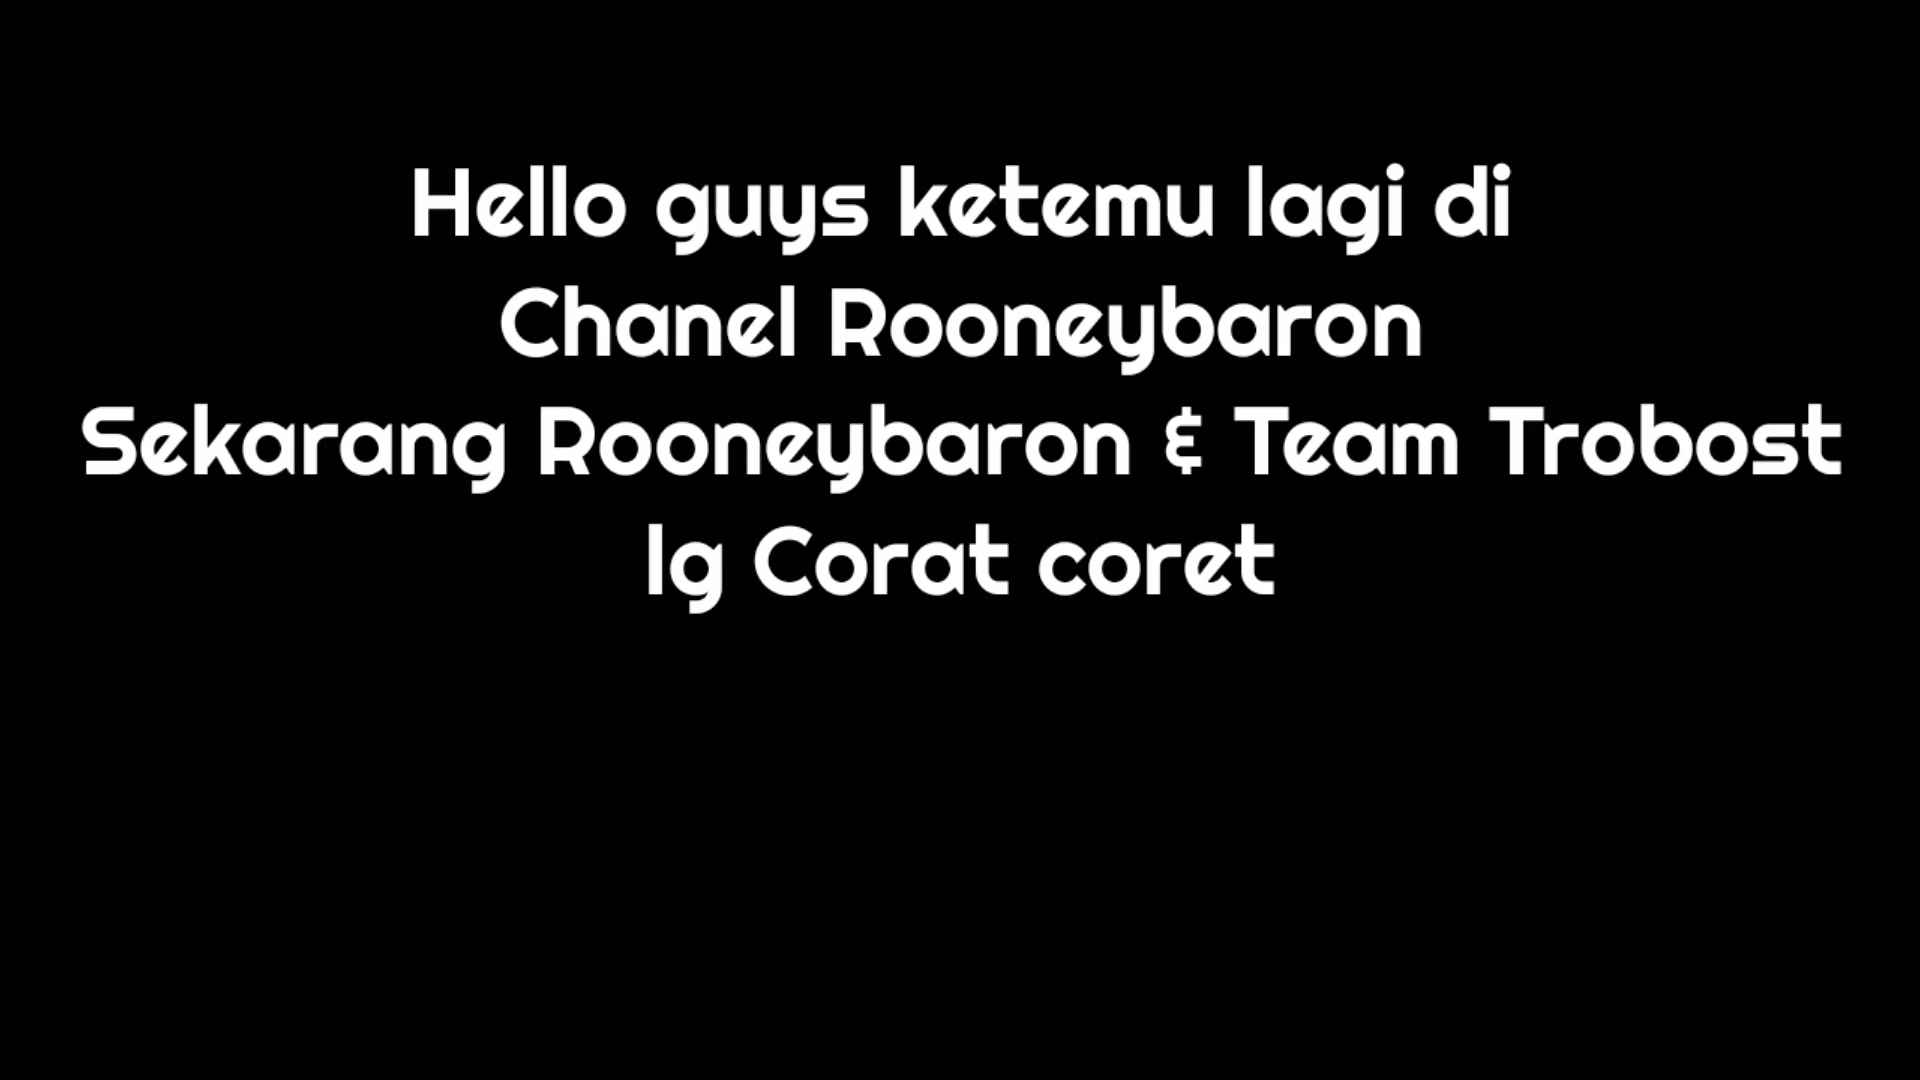 Hello guys ketemu lagi di
Chanel Rooneybaron
Sekarang Rooneybaron & Team Trobost
lg Corat coret